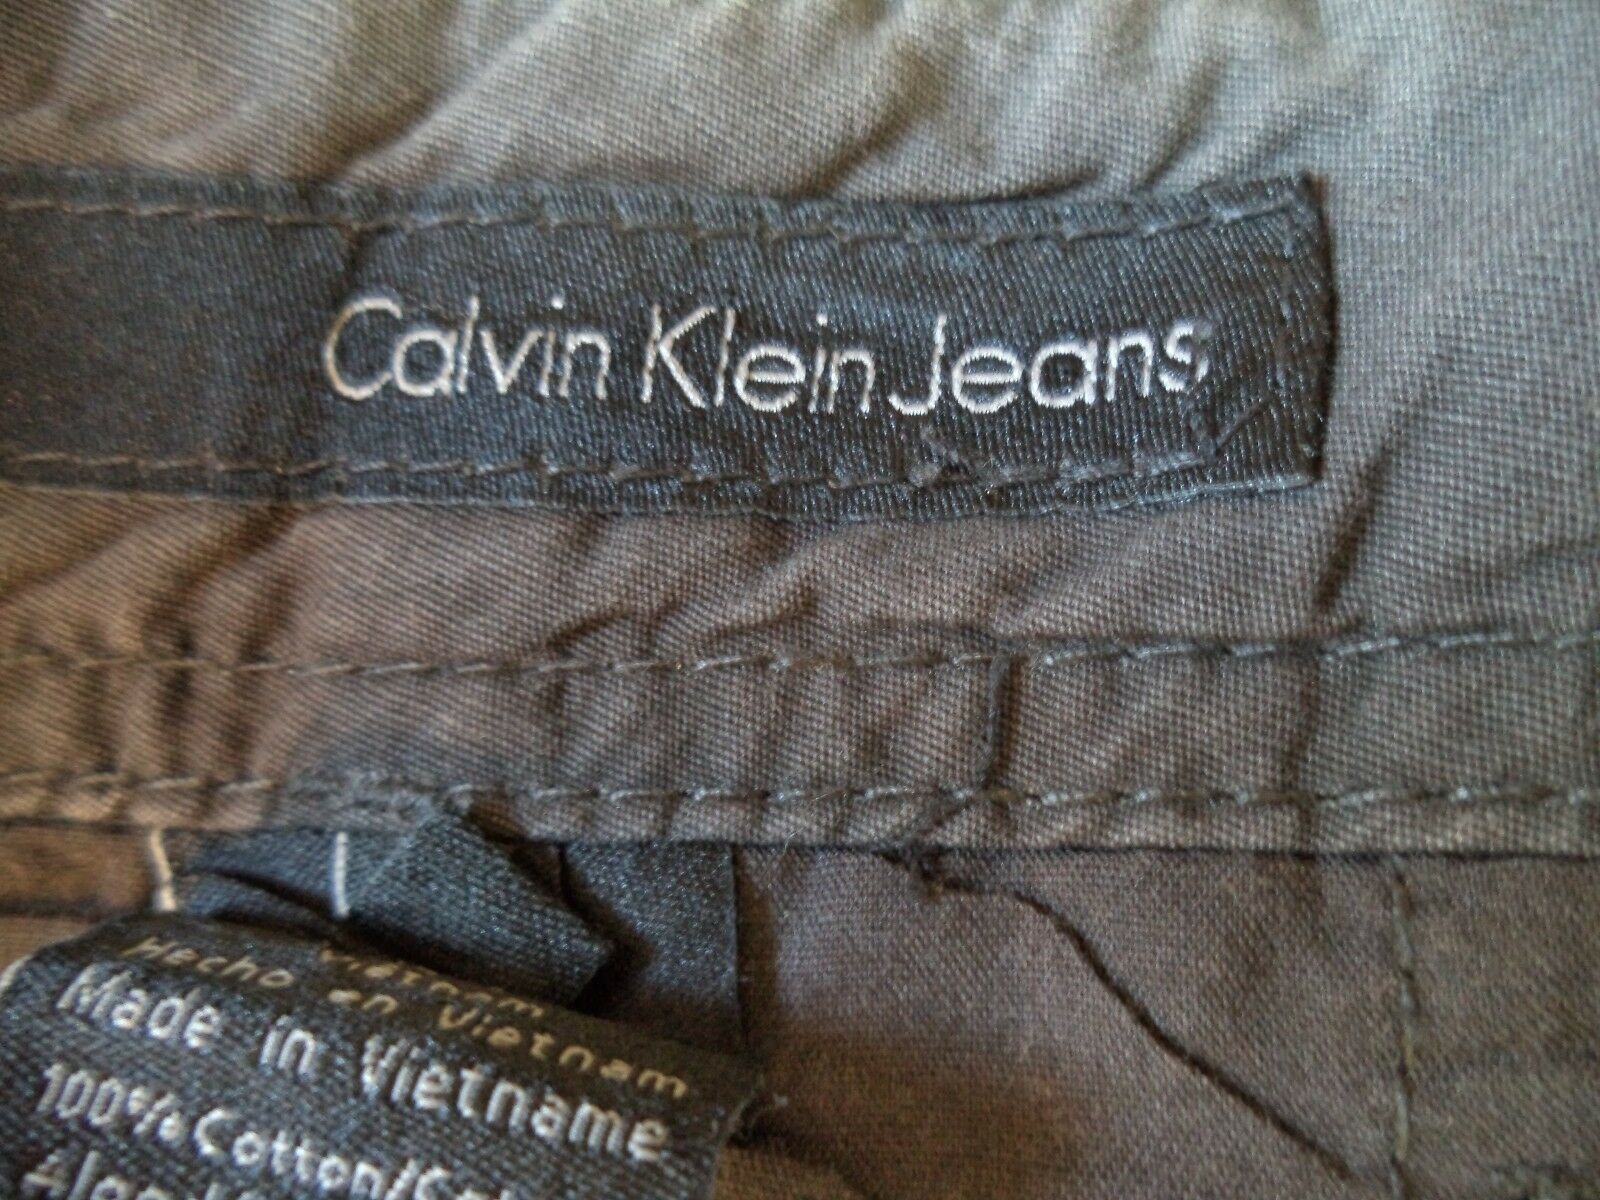 Calvin Klein Jeans
Vietnam
Hecho en Vietnam
Made in Vietname
100% Cotton/